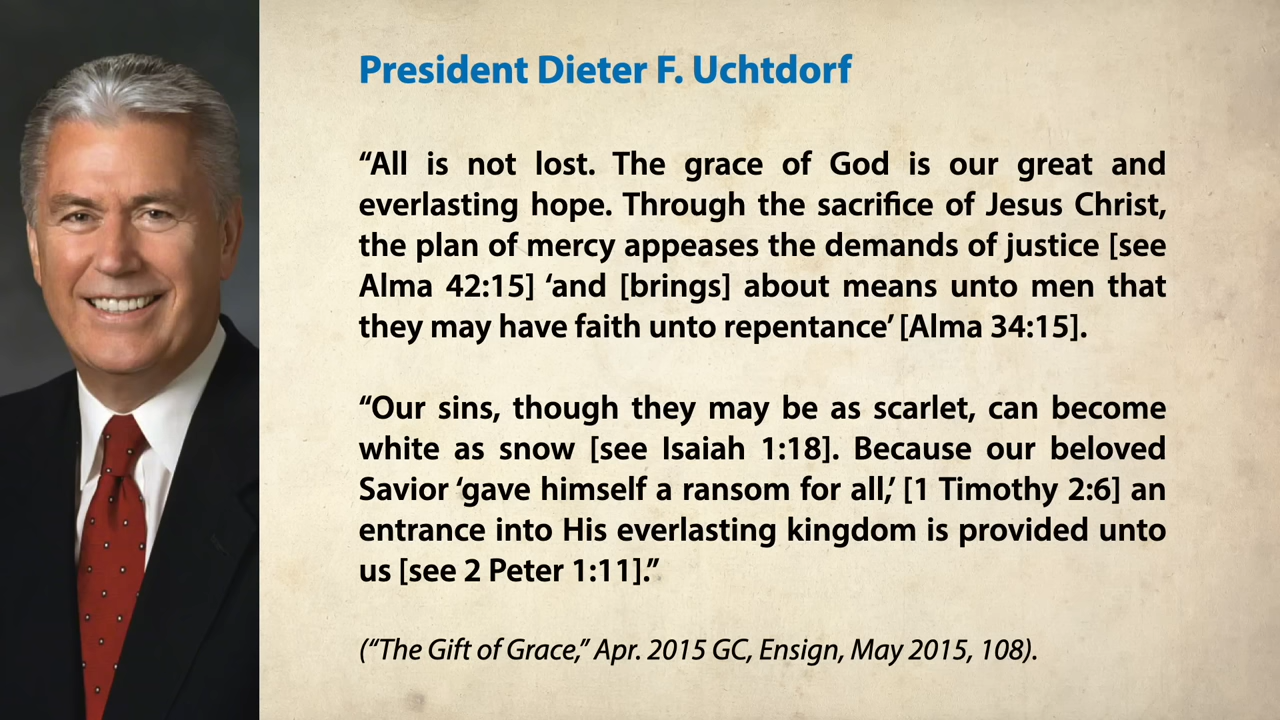 President Dieter F. Uchtdorf
“All is not lost. The grace of God is our great and
everlasting hope. Through the sacrifice of Jesus Christ,
the plan of mercy appeases the demands of justice [see
Alma 42:15] ‘and [brings] about means unto men that
they may have faith unto repentance’ [Alma 34:15].
“Our sins, though they may be as scarlet, can become
white as snow [see Isaiah 1:18]. Because our beloved
Savior ‘gave himself a ransom for all,’ [1 Timothy 2:6] an
entrance into His everlasting kingdom is provided unto
us [see 2 Peter 1:11].”
(“The Gift of Grace,” Apr. 2015 GC, Ensign, May 2015, 108).